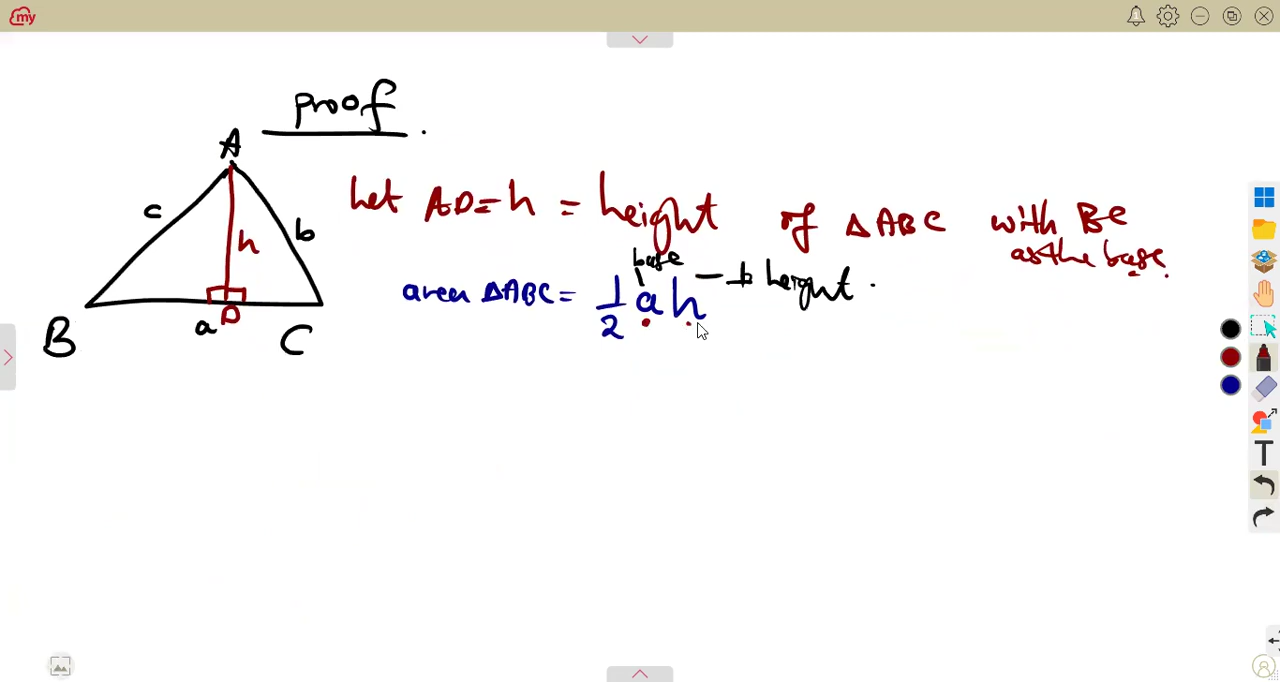 my
proof.
A
c
b
h
B
a
D
C
Let AD = h = height of ΔABC with BC
as the base.
base
area ΔABC = 1/2 a h — ⊥ height.
T